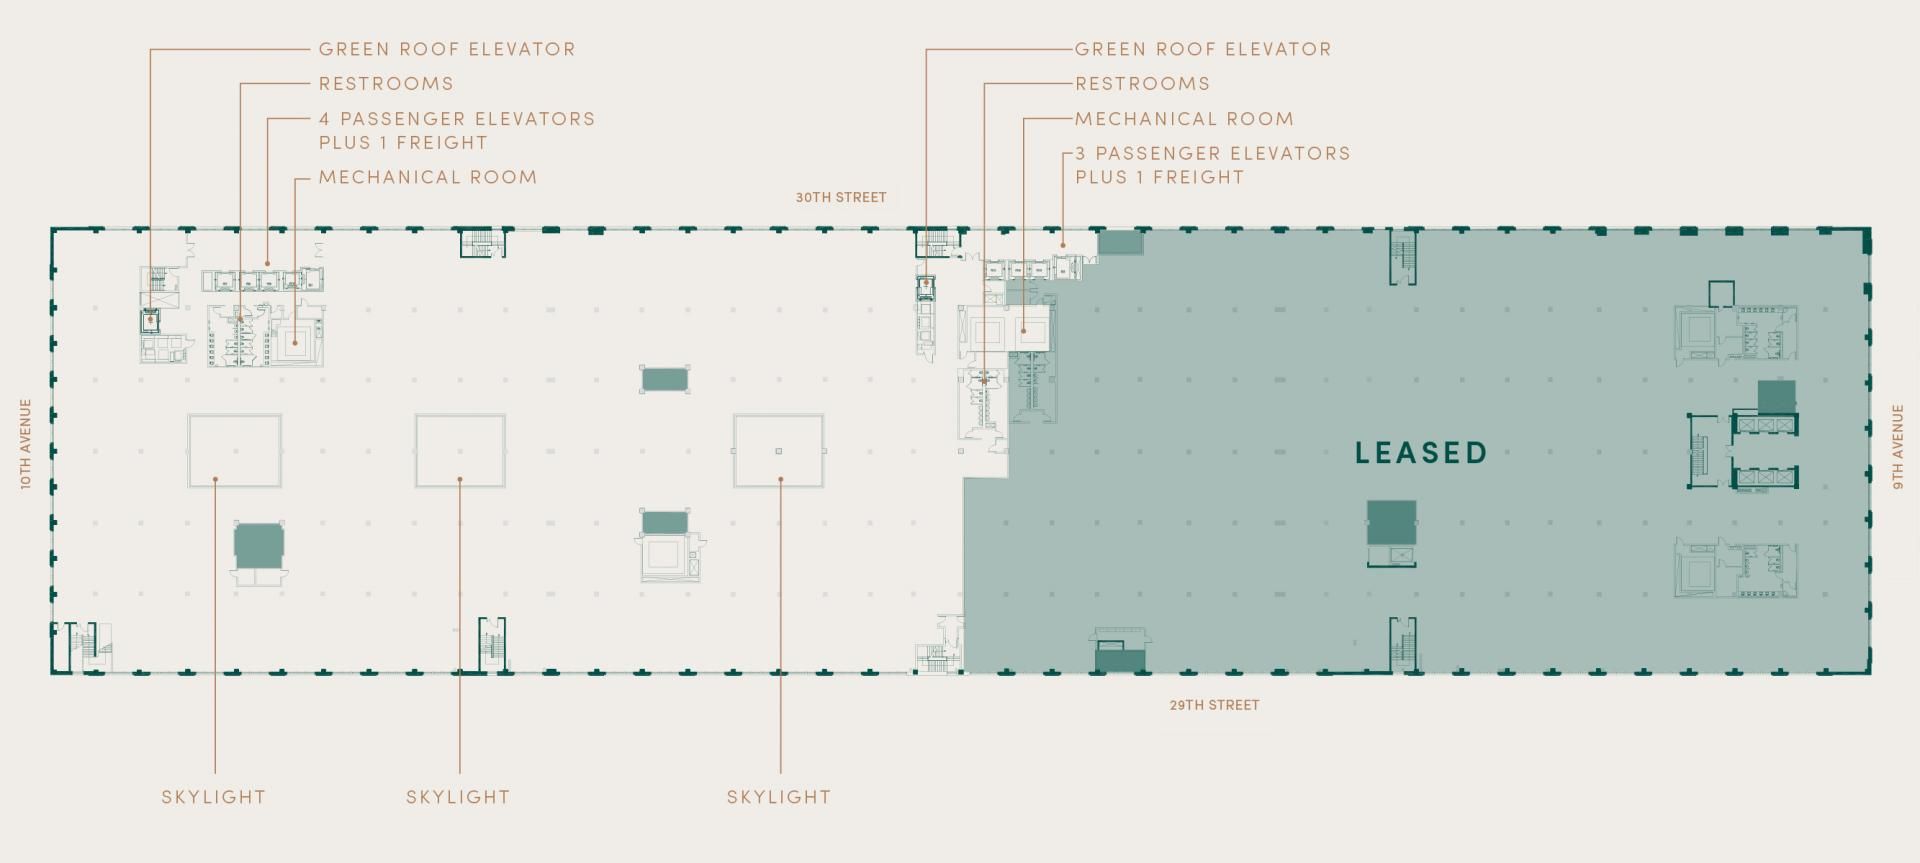 GREEN ROOF ELEVATOR
RESTROOMS
4 PASSENGER ELEVATORS
PLUS 1 FREIGHT
MECHANICAL ROOM
GREEN ROOF ELEVATOR
RESTROOMS
MECHANICAL ROOM
3 PASSENGER ELEVATORS
PLUS 1 FREIGHT
30TH STREET
10TH AVENUE
LEASED
9TH AVENUE
29TH STREET
SKYLIGHT
SKYLIGHT
SKYLIGHT